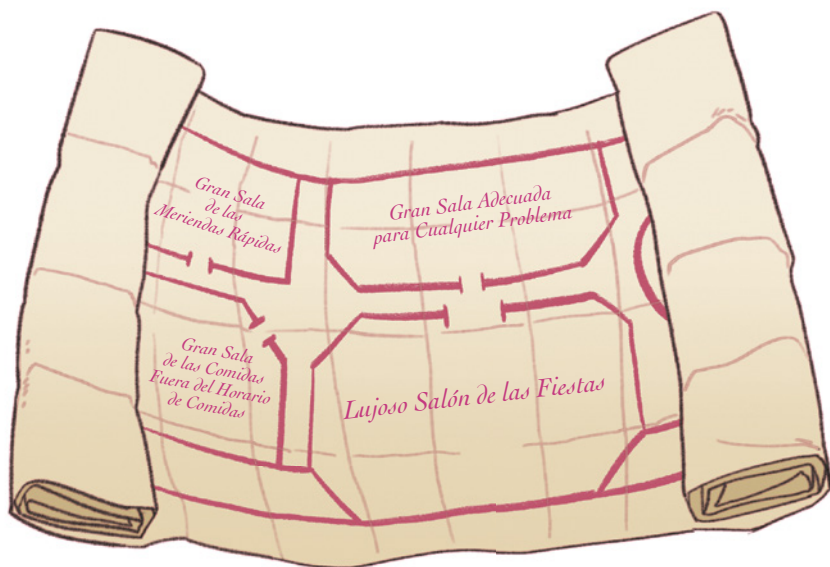 Gran Sala
de las
Meriendas Rápidas
Gran Sala Adecuada
para Cualquier Problema
Gran Sala
de las Comidas
Fuera del Horario
de Comidas
Lujoso Salón de las Fiestas